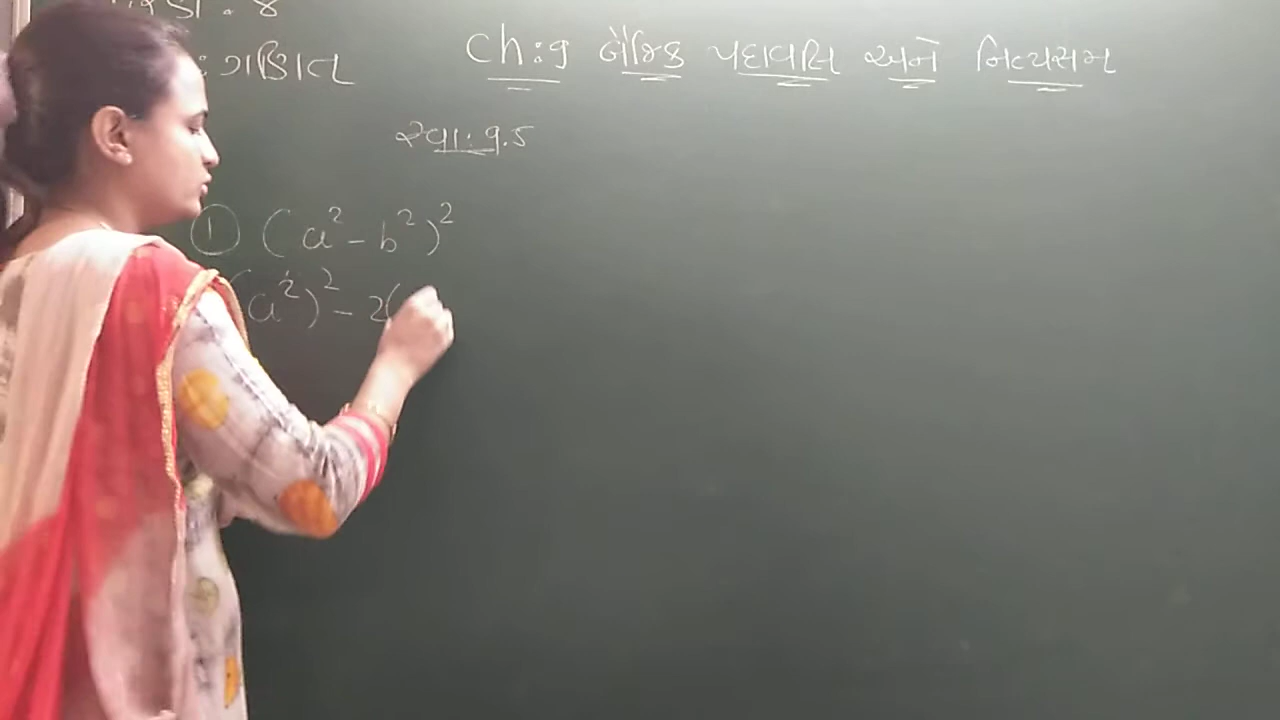 : ગણિત
Ch:9 બૈજિક પદાવલિ અને નિત્યસમ
સ્વા: 9.5
① (a² - b²)²
(a²)² - 2(